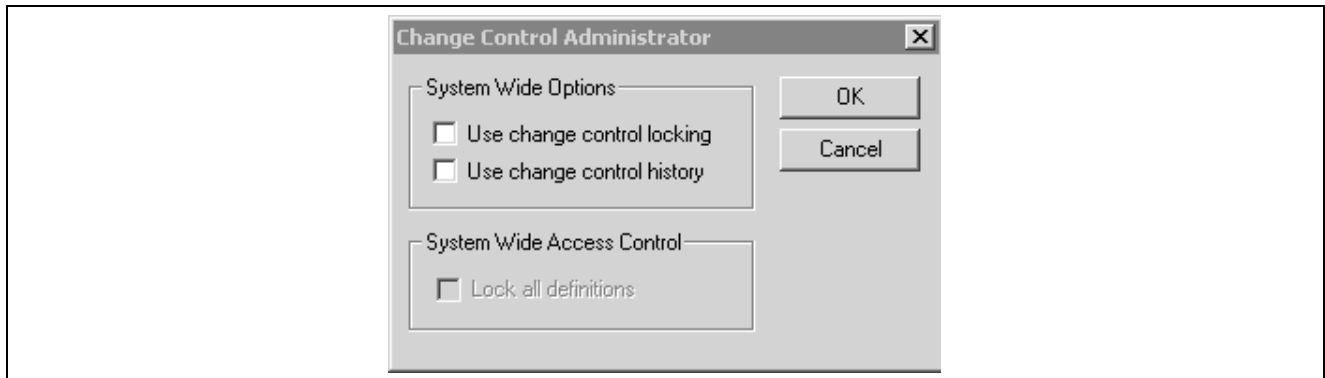 Change Control Administrator
System Wide Options
OK
Use change control locking
Cancel
Use change control history
System Wide Access Control
Lock all definitions